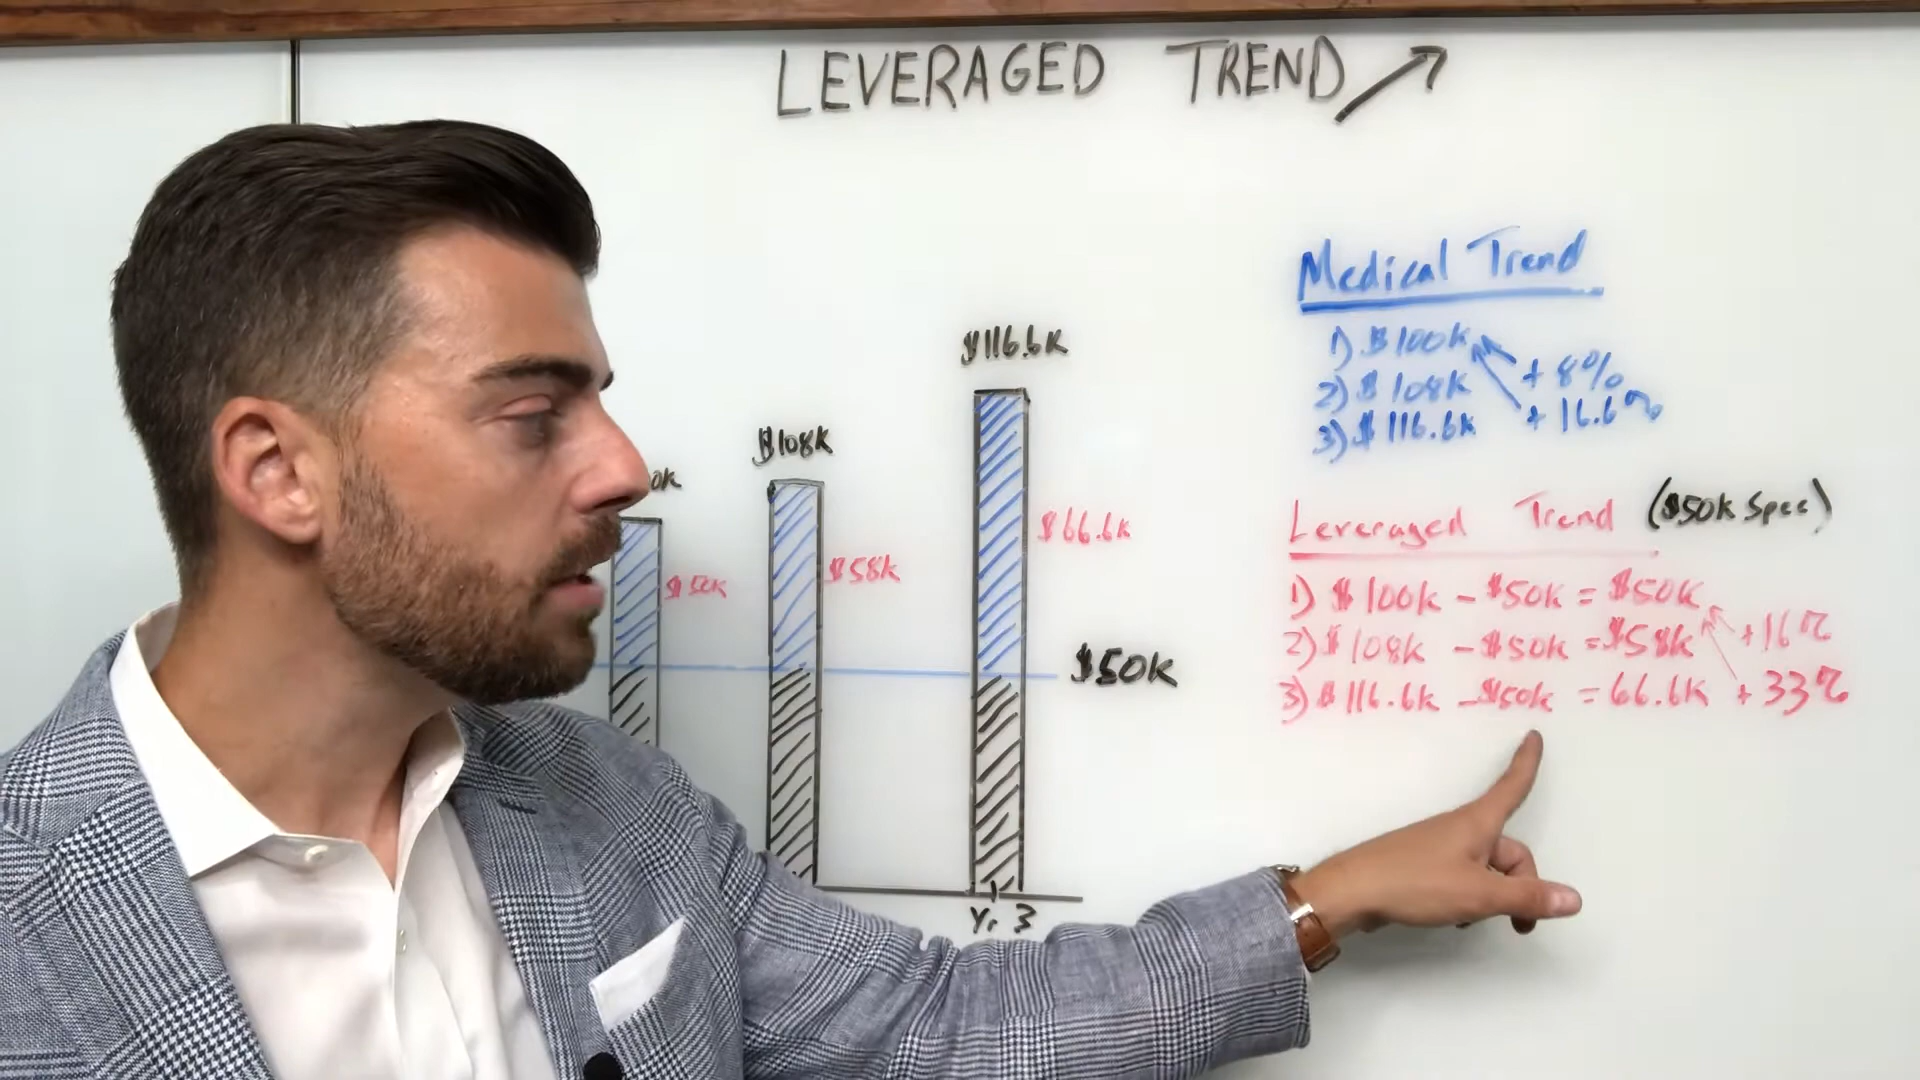 LEVERAGED TREND
Medical Trend
1) $100k
2) $108k
3) $116.6k
+ 8%
+ 16.6%
Leveraged Trend ($50k Spec)
1) $100k - $50k = $50k
2) $108k - $50k = $58k +16%
3) $116.6k - $50k = 66.6k +33%
$116.6k
$108k
0k
$66.6k
$58k
$50k
$50k
Yr 3